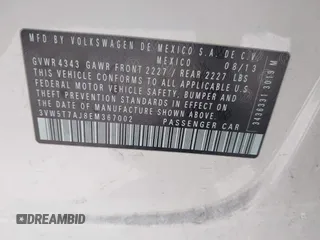 MFD BY VOLKSWAGEN DE MEXICO S.A. DE C.V.
MEXICO 08/13
GVWR 4343 GAWR FRONT 2227 / REAR 2227 LBS
THIS VEHICLE CONFORMS TO ALL APPLICABLE U.S.
FEDERAL MOTOR VEHICLE SAFETY, BUMPER AND
THEFT PREVENTION STANDARDS IN EFFECT ON THE
DATE OF MANUFACTURE SHOWN ABOVE
3VW5T7AJ8EM367002 PASSENGER CAR
DREAMBID